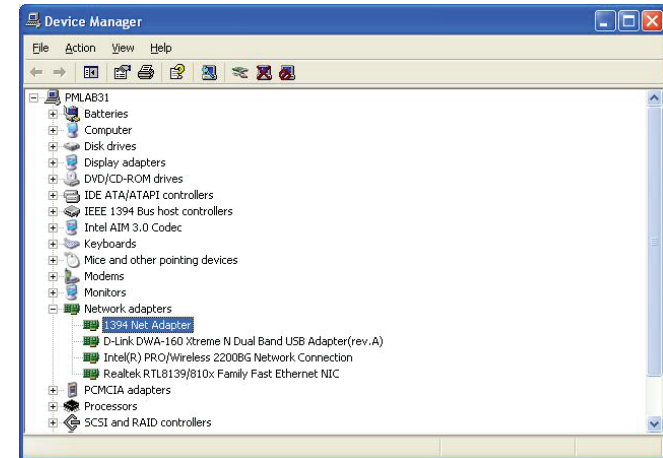 Device Manager
File Action View Help
PMLAB31
Batteries
Computer
Disk drives
Display adapters
DVD/CD-ROM drives
IDE ATA/ATAPI controllers
IEEE 1394 Bus host controllers
Intel AIM 3.0 Codec
Keyboards
Mice and other pointing devices
Modems
Monitors
Network adapters
1394 Net Adapter
D-Link DWA-160 Xtreme N Dual Band USB Adapter(rev.A)
Intel(R) PRO/Wireless 2200BG Network Connection
Realtek RTL8139/810x Family Fast Ethernet NIC
PCMCIA adapters
Processors
SCSI and RAID controllers